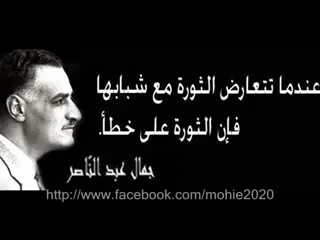 عندما تتعارض الثورة مع شبابها
فإن الثورة على خطأ.
جمال عبد الناصر
http://www.facebook.com/mohie2020